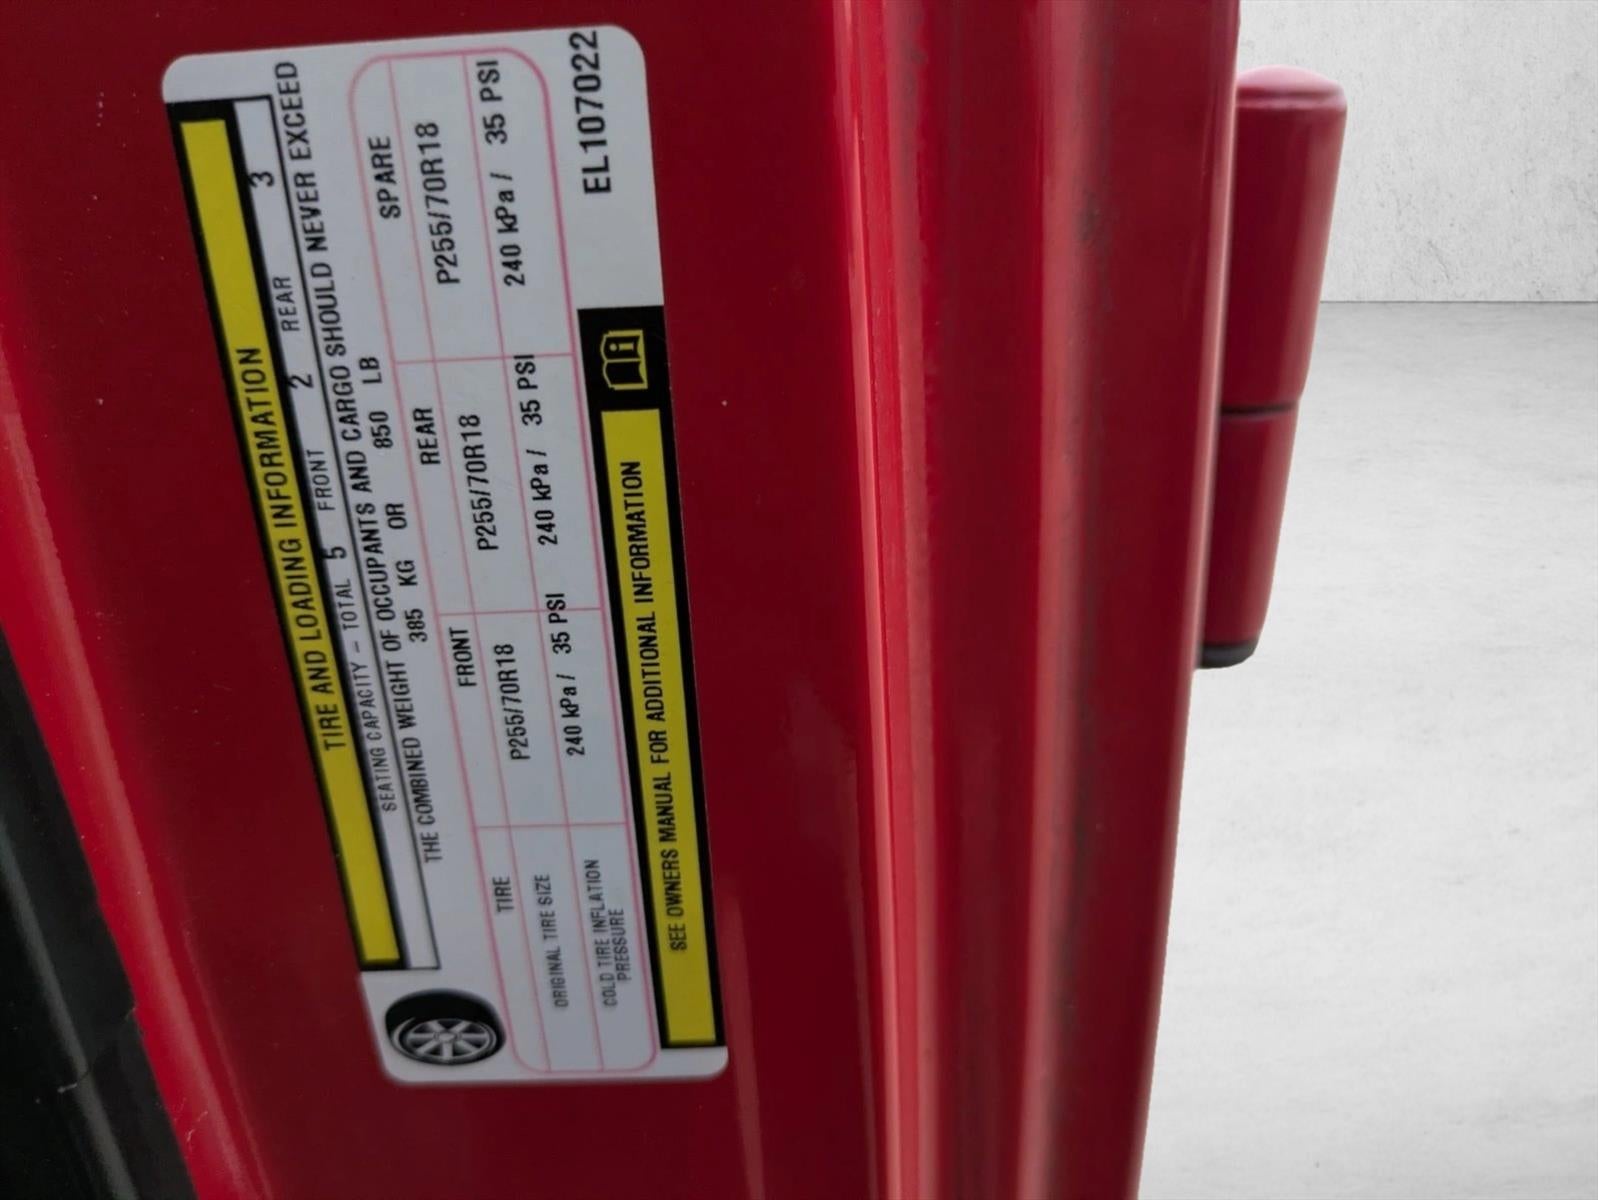 TIRE AND LOADING INFORMATION
SEATING CAPACITY - TOTAL 5 FRONT 2 REAR 3
THE COMBINED WEIGHT OF OCCUPANTS AND CARGO SHOULD NEVER EXCEED
385 KG OR 850 LB
TIRE FRONT REAR SPARE
ORIGINAL TIRE SIZE P255/70R18 P255/70R18 P255/70R18
COLD TIRE INFLATION
PRESSURE 240 kPa / 35 PSI 240 kPa / 35 PSI 240 kPa / 35 PSI
SEE OWNERS MANUAL FOR ADDITIONAL INFORMATION
EL107022